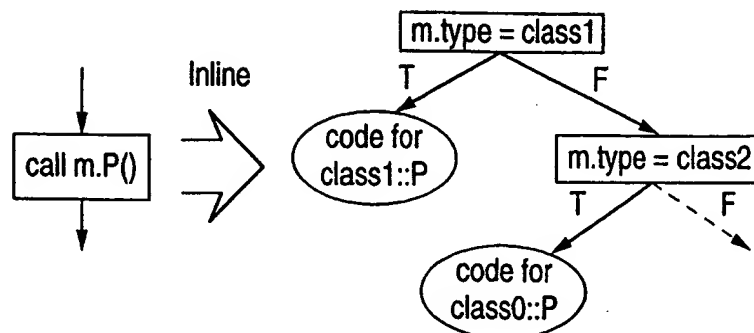 m.type = class1
Inline
T
F
code for
class1::P
call m.P()
m.type = class2
T
F
code for
class0::P